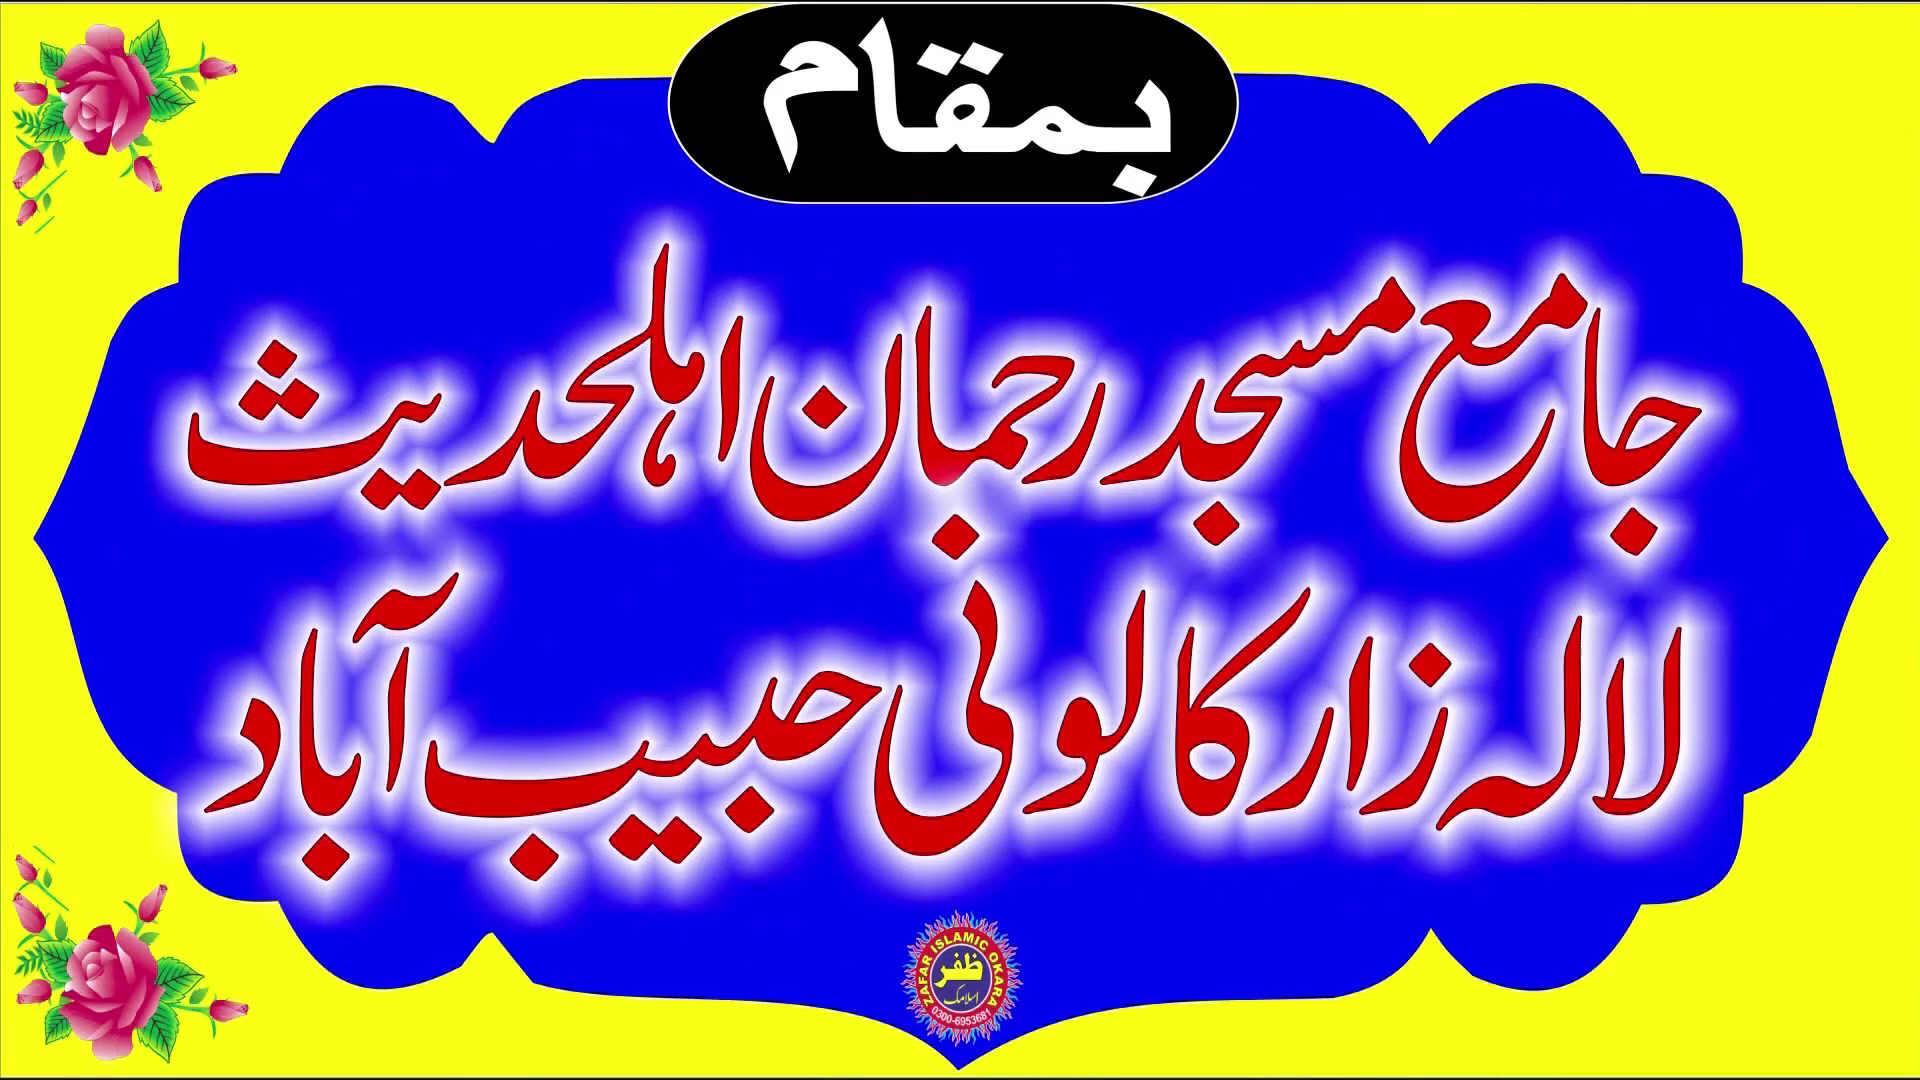 بمقام
جامع مسجد رحمان اہلحدیث
لالہ زار کالونی حبیب آباد
ZAFAR ISLAMIC OKARA
ظفر
اسلامک
0300-6953681